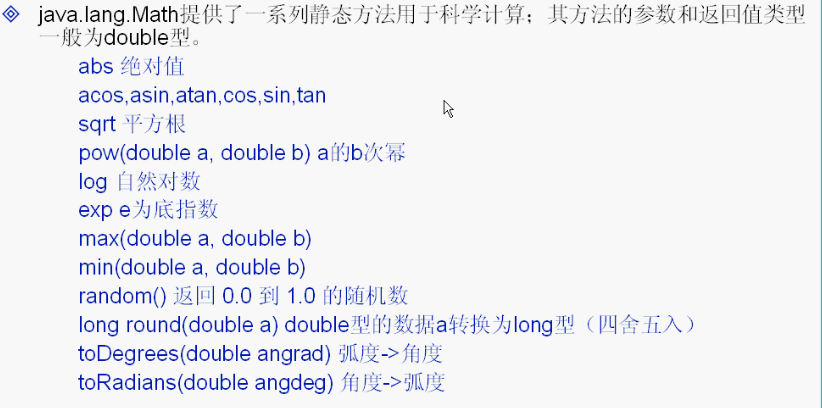 java.lang.Math提供了一系列静态方法用于科学计算；其方法的参数和返回值类型
一般为double型。
abs 绝对值
acos,asin,atan,cos,sin,tan
sqrt 平方根
pow(double a, double b) a的b次幂
log 自然对数
exp e为底指数
max(double a, double b)
min(double a, double b)
random() 返回 0.0 到 1.0 的随机数
long round(double a) double型的数据a转换为long型（四舍五入）
toDegrees(double angrad) 弧度->角度
toRadians(double angdeg) 角度->弧度